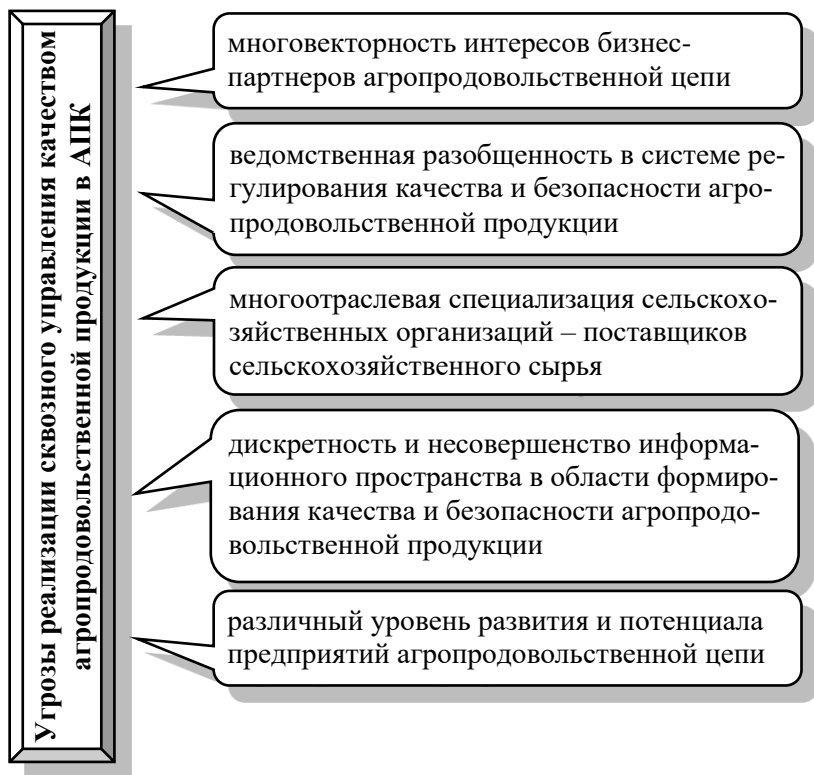 Угрозы реализации сквозного управления качеством
агропродовольственной продукции в АПК
многовекторность интересов бизнес-
партнеров агропродовольственной цепи
ведомственная разобщенность в системе ре-
гулирования качества и безопасности агро-
продовольственной продукции
многоотраслевая специализация сельскохо-
зяйственных организаций – поставщиков
сельскохозяйственного сырья
дискретность и несовершенство информа-
ционного пространства в области формиро-
вания качества и безопасности агропродо-
вольственной продукции
различный уровень развития и потенциала
предприятий агропродовольственной цепи